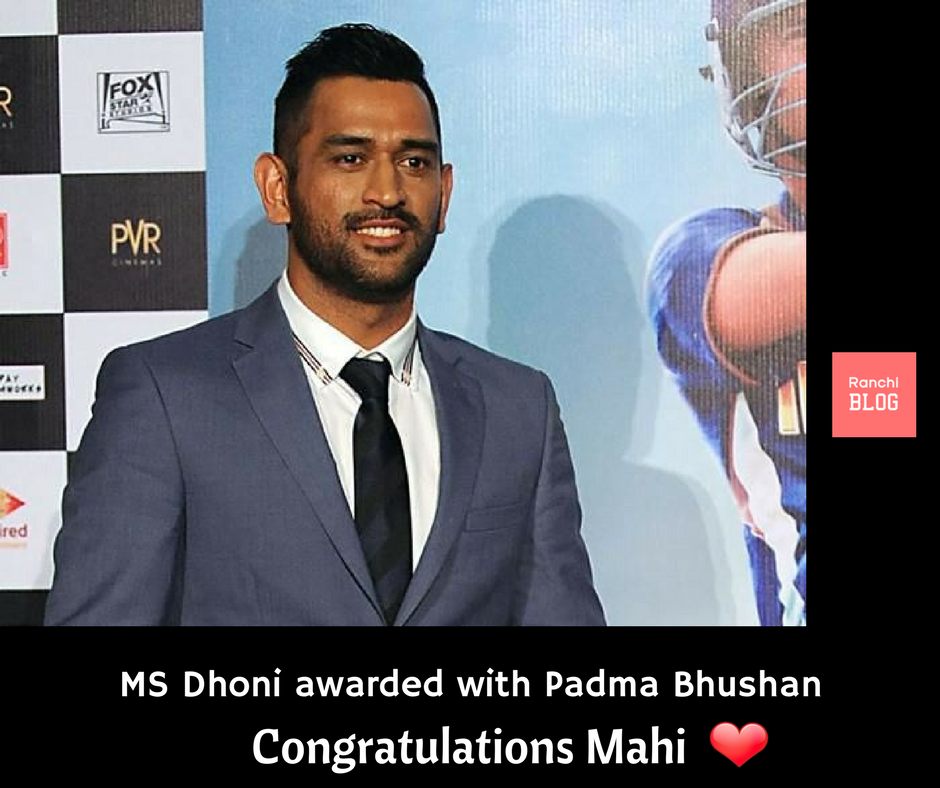 FOX
STAR
STUDIOS
PVR
CINEMAS
Ranchi
BLOG
MS Dhoni awarded with Padma Bhushan
Congratulations Mahi